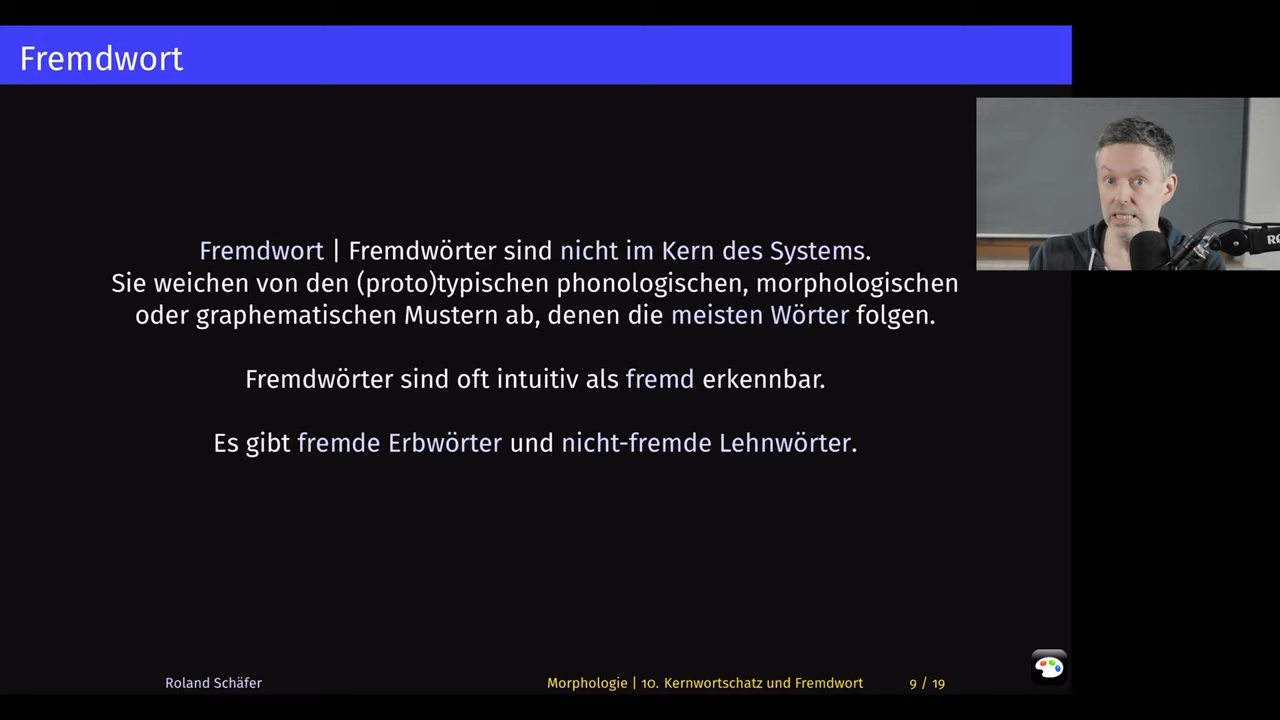 Fremdwort
Fremdwort | Fremdwörter sind nicht im Kern des Systems.
Sie weichen von den (proto)typischen phonologischen, morphologischen
oder graphematischen Mustern ab, denen die meisten Wörter folgen.
Fremdwörter sind oft intuitiv als fremd erkennbar.
Es gibt fremde Erbwörter und nicht-fremde Lehnwörter.
Roland Schäfer
Morphologie | 10. Kernwortschatz und Fremdwort
9 / 19